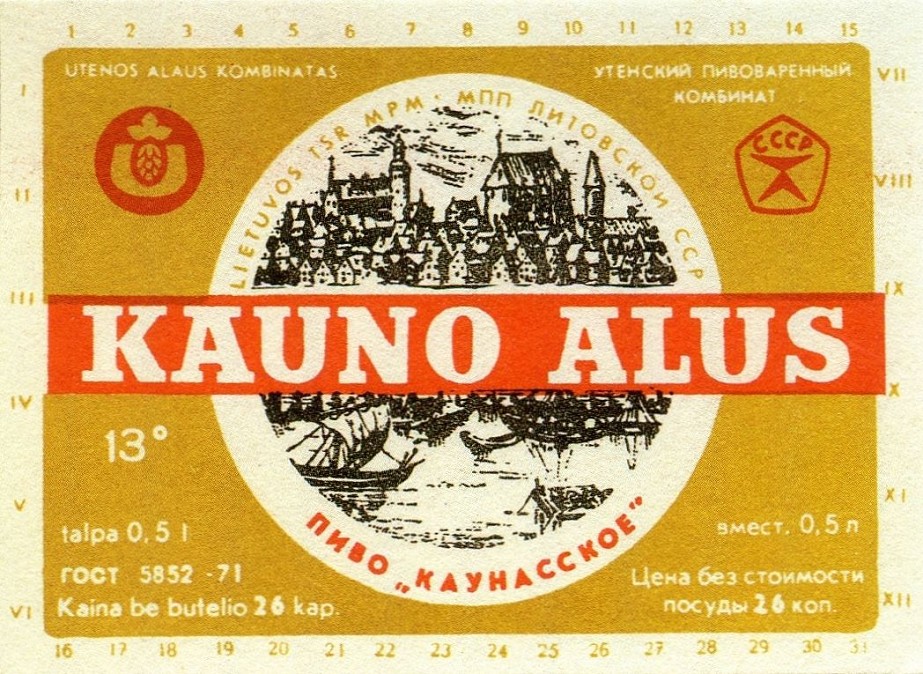 1 2 3 4 5 6 7 8 9 10 11 12 13 14 15
UTENOS ALAUS KOMBINATAS
УТЕНСКИЙ ПИВОВАРЕННЫЙ
КОМБИНАТ
I
II
III
IV
V
VI
VII
VIII
IX
X
XI
XII
LIETUVOS TSR MPM · МПП ЛИТОВСКОЙ ССР
СССР
KAUNO ALUS
13°
talpa 0,5 l
ГОСТ 5852-71
Kaina be butelio 26 kap.
ПИВО „КАУНАССКОЕ"
вмест. 0,5 л
Цена без стоимости
посуды 26 коп.
16 17 18 19 20 21 22 23 24 25 26 27 28 29 30 31